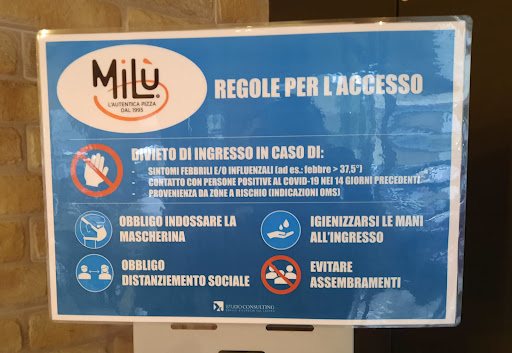 MiLù
L'AUTENTICA PIZZA
DAL 1995
REGOLE PER L'ACCESSO
DIVIETO DI INGRESSO IN CASO DI:
- SINTOMI FEBBRILI E/O INFLUENZALI (ad es.: febbre > 37,5°)
- CONTATTO CON PERSONE POSITIVE AL COVID-19 NEI 14 GIORNI PRECEDENTI
- PROVENIENZA DA ZONE A RISCHIO (INDICAZIONI OMS)
OBBLIGO INDOSSARE LA
MASCHERINA
IGIENIZZARSI LE MANI
ALL'INGRESSO
OBBLIGO
DISTANZIEMENTO SOCIALE
EVITARE
ASSEMBRAMENTI
STUDIO CONSULTING